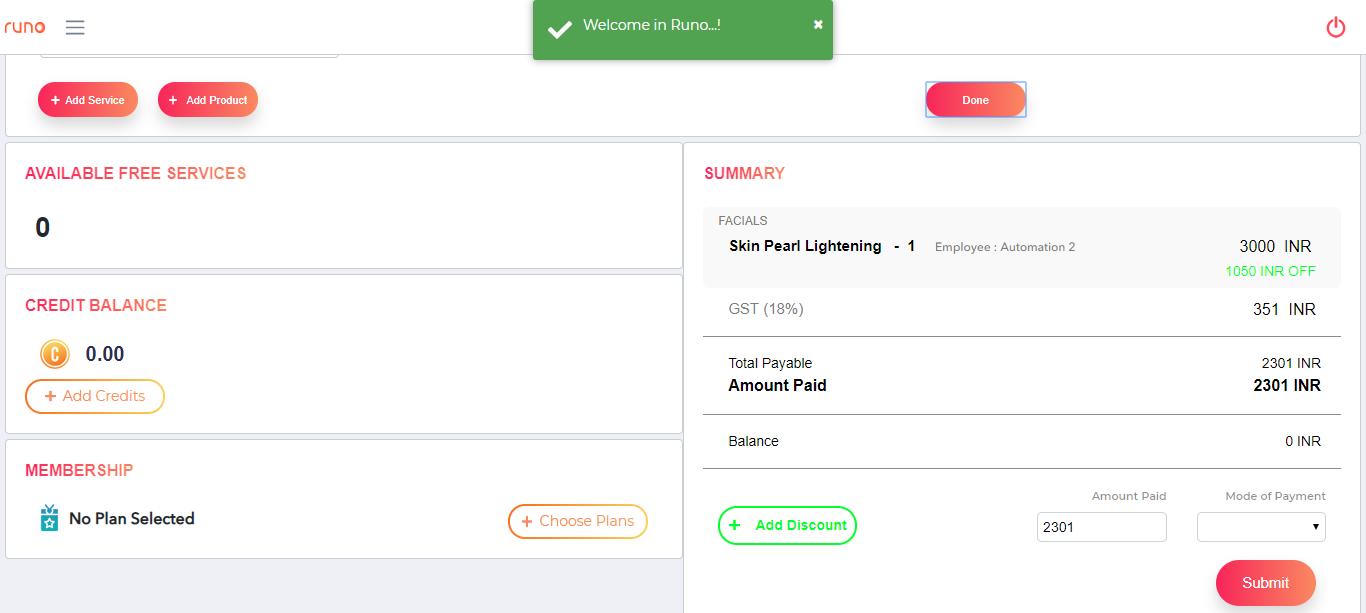 runo
Welcome in Runo...! ✖
+ Add Service + Add Product Done
AVAILABLE FREE SERVICES
0
CREDIT BALANCE
C 0.00
+ Add Credits
MEMBERSHIP
No Plan Selected + Choose Plans
SUMMARY
FACIALS
Skin Pearl Lightening - 1 Employee : Automation 2 3000 INR
1050 INR OFF
GST (18%) 351 INR
Total Payable 2301 INR
Amount Paid 2301 INR
Balance 0 INR
Amount Paid Mode of Payment
+ Add Discount 2301
Submit